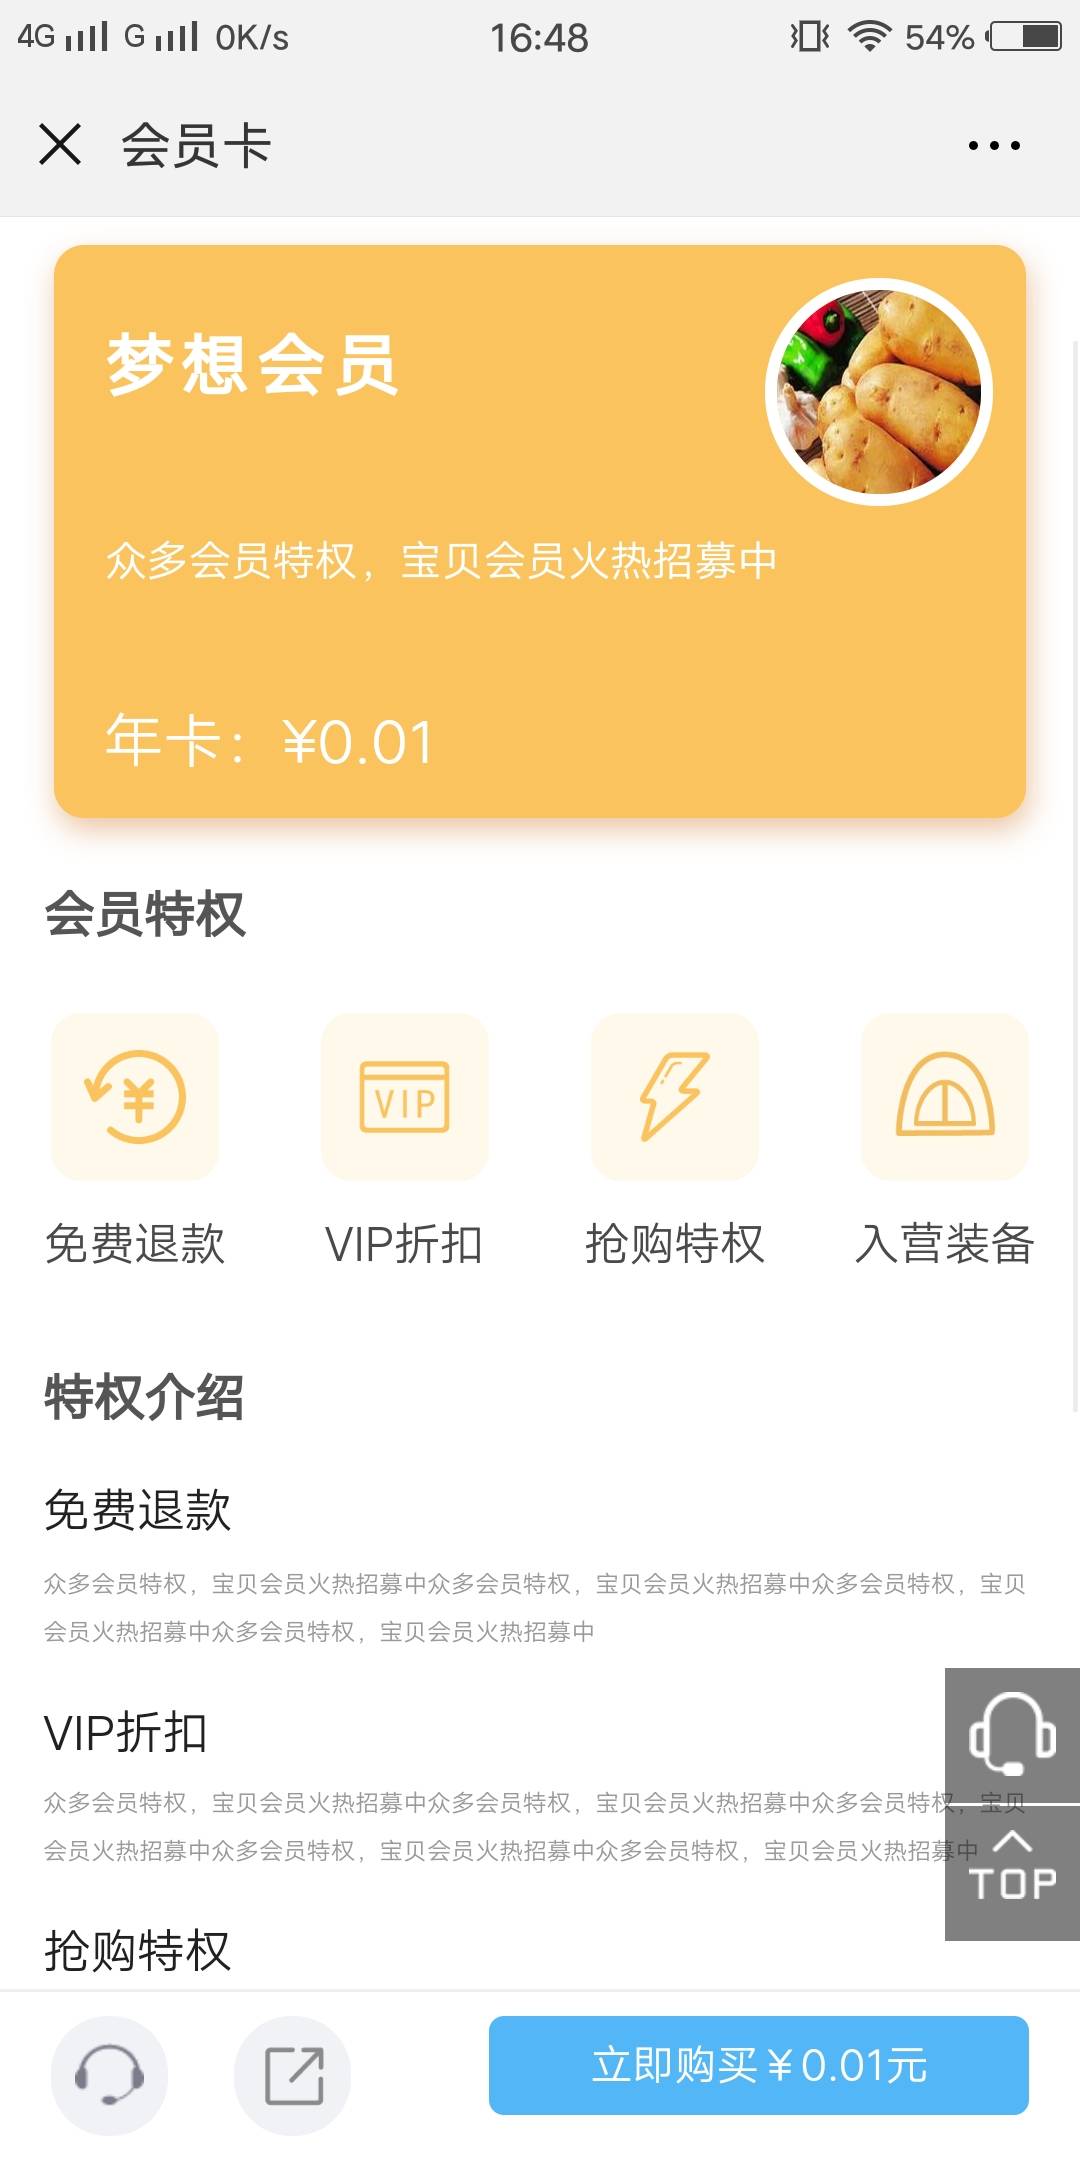 4G G 0K/s 16:48 54%
会员卡
梦想会员
众多会员特权，宝贝会员火热招募中
年卡：¥0.01
会员特权
免费退款 VIP折扣 抢购特权 入营装备
特权介绍
免费退款
众多会员特权，宝贝会员火热招募中众多会员特权，宝贝会员火热招募中众多会员特权，宝贝
会员火热招募中众多会员特权，宝贝会员火热招募中
VIP折扣
众多会员特权，宝贝会员火热招募中众多会员特权，宝贝会员火热招募中众多会员特权，宝贝
会员火热招募中众多会员特权，宝贝会员火热招募中众多会员特权，宝贝会员火热招募中
TOP
抢购特权
立即购买￥0.01元